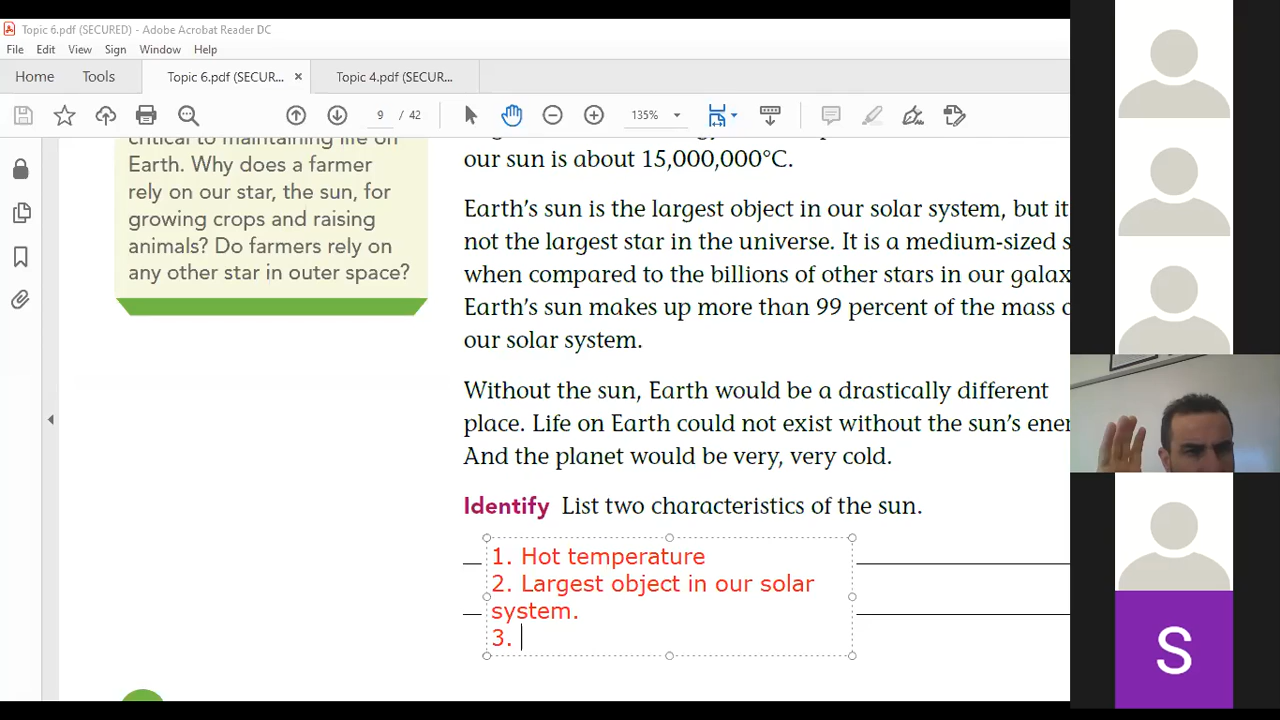 Topic 6.pdf (SECURED) - Adobe Acrobat Reader DC
File Edit View Sign Window Help
Home Tools Topic 6.pdf (SECUR... × Topic 4.pdf (SECUR...
9 / 42 135%
critical to maintaining life on
Earth. Why does a farmer
rely on our star, the sun, for
growing crops and raising
animals? Do farmers rely on
any other star in outer space?
our sun is about 15,000,000°C.
Earth's sun is the largest object in our solar system, but it
not the largest star in the universe. It is a medium-sized s
when compared to the billions of other stars in our galax
Earth's sun makes up more than 99 percent of the mass o
our solar system.
Without the sun, Earth would be a drastically different
place. Life on Earth could not exist without the sun's ener
And the planet would be very, very cold.
Identify List two characteristics of the sun.
1. Hot temperature
2. Largest object in our solar
system.
3.
S